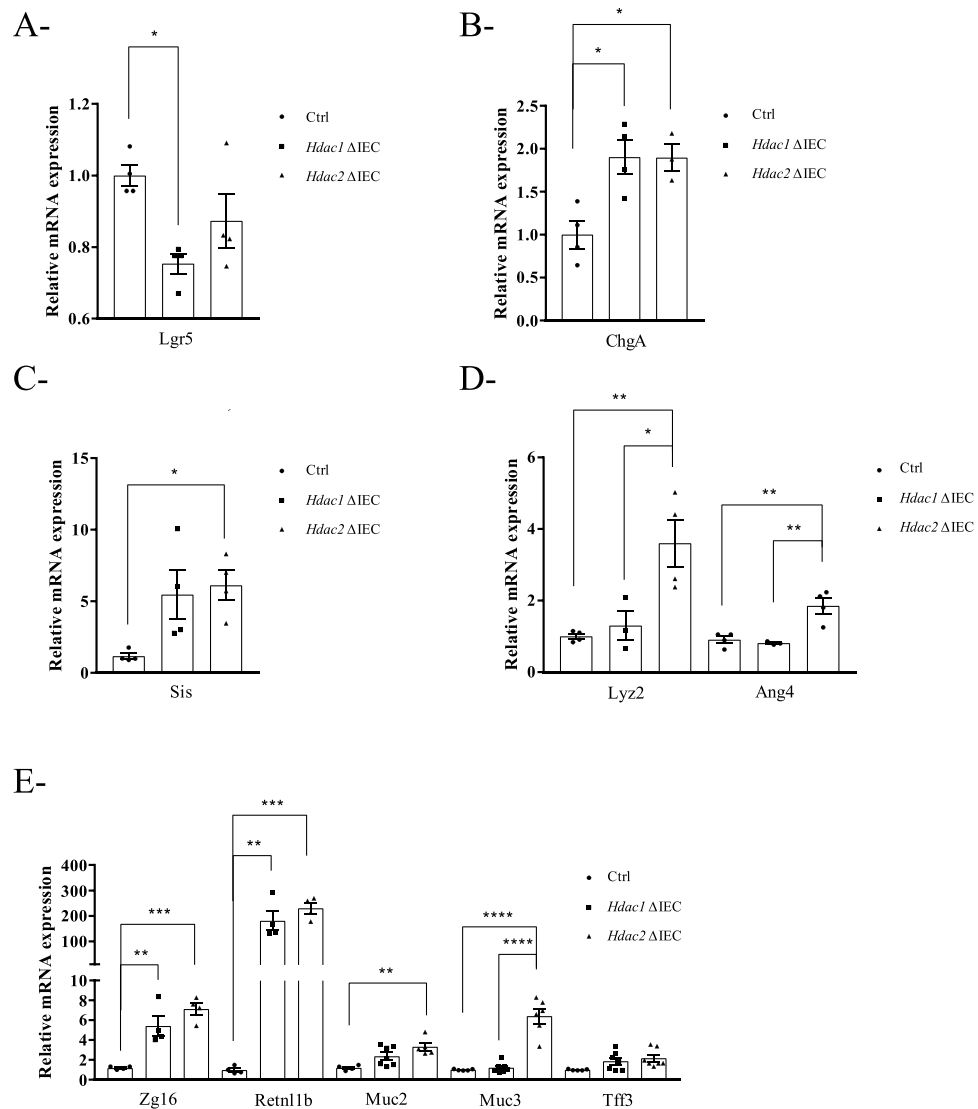 A-
*
Relative mRNA expression
1.2
1.0
0.8
0.6
Lgr5
Ctrl
Hdac1 ΔIEC
Hdac2 ΔIEC
B-
*
*
Relative mRNA expression
2.5
2.0
1.5
1.0
0.5
0.0
ChgA
Ctrl
Hdac1 ΔIEC
Hdac2 ΔIEC
C-
*
Relative mRNA expression
15
10
5
0
Sis
Ctrl
Hdac1 ΔIEC
Hdac2 ΔIEC
D-
**
*
**
**
Relative mRNA expression
6
4
2
0
Lyz2 Ang4
Ctrl
Hdac1 ΔIEC
Hdac2 ΔIEC
E-
***
**
***
**
**
****
****
Relative mRNA expression
400
300
200
100
10
8
6
4
2
0
Zg16 Retnl1b Muc2 Muc3 Tff3
Ctrl
Hdac1 ΔIEC
Hdac2 ΔIEC